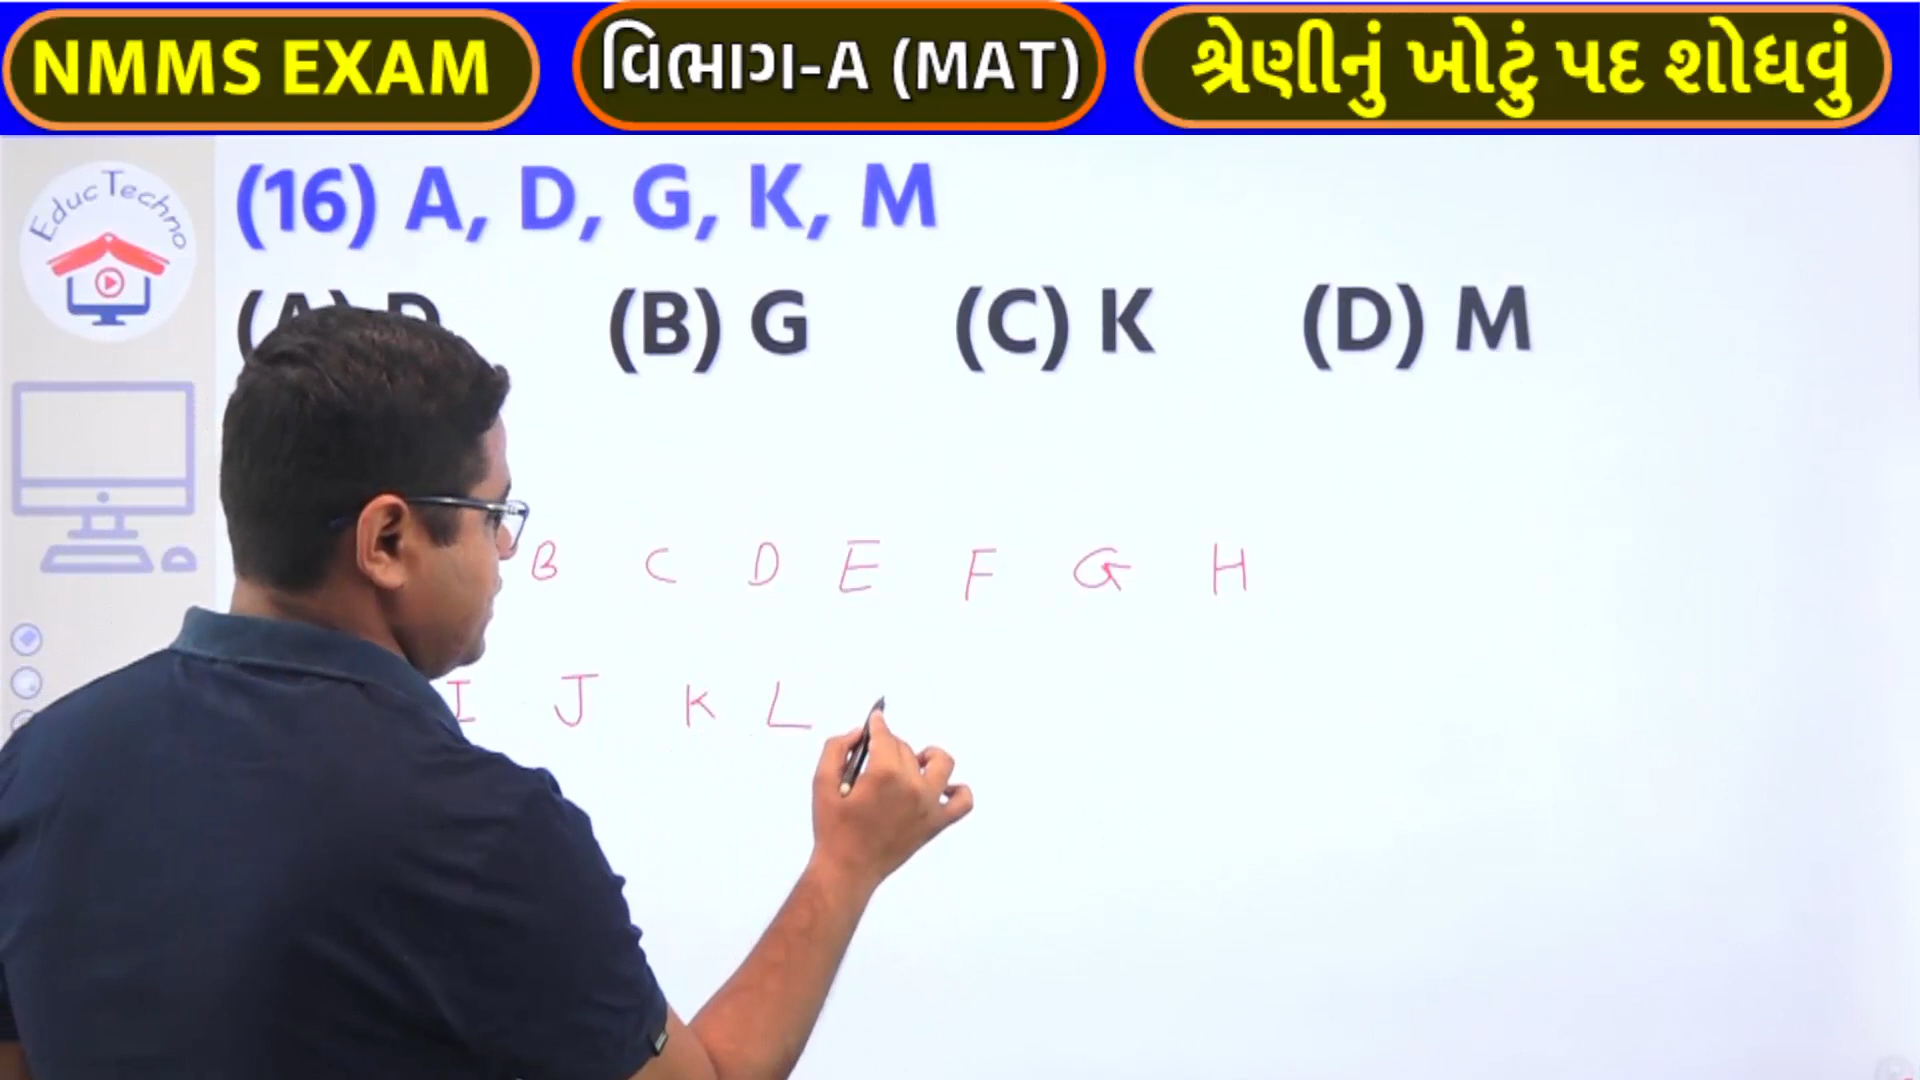 NMMS EXAM
વિભાગ-A (MAT)
શ્રેણીનું ખોટું પદ શોધવું
EducTechno
(16) A, D, G, K, M
(A) D (B) G (C) K (D) M
B C D E F G H
I J K L